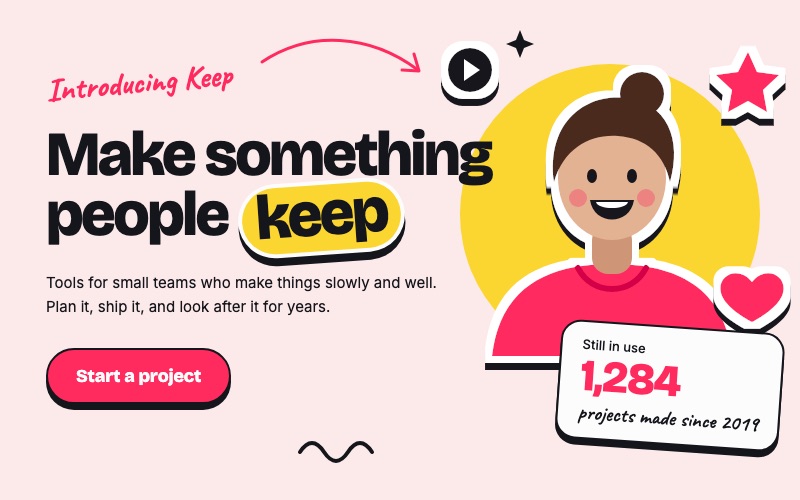 Introducing Keep
Make something
people keep
Tools for small teams who make things slowly and well.
Plan it, ship it, and look after it for years.
Start a project
Still in use
1,284
projects made since 2019